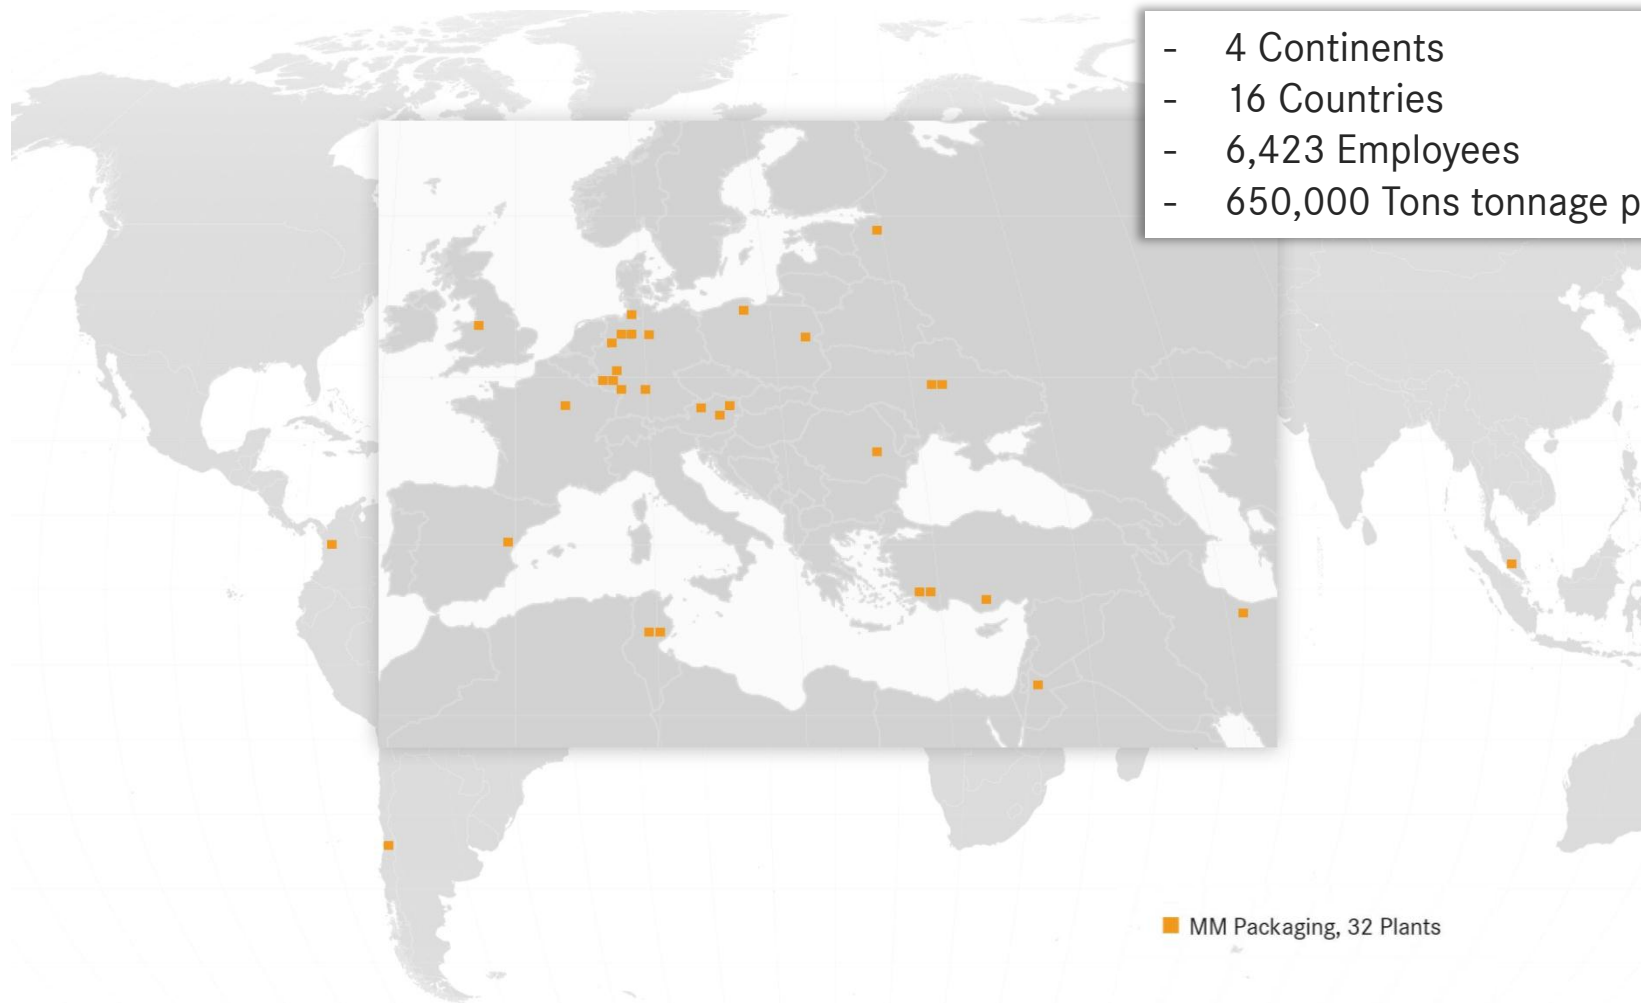 - 4 Continents
- 16 Countries
- 6,423 Employees
- 650,000 Tons tonnage p
MM Packaging, 32 Plants